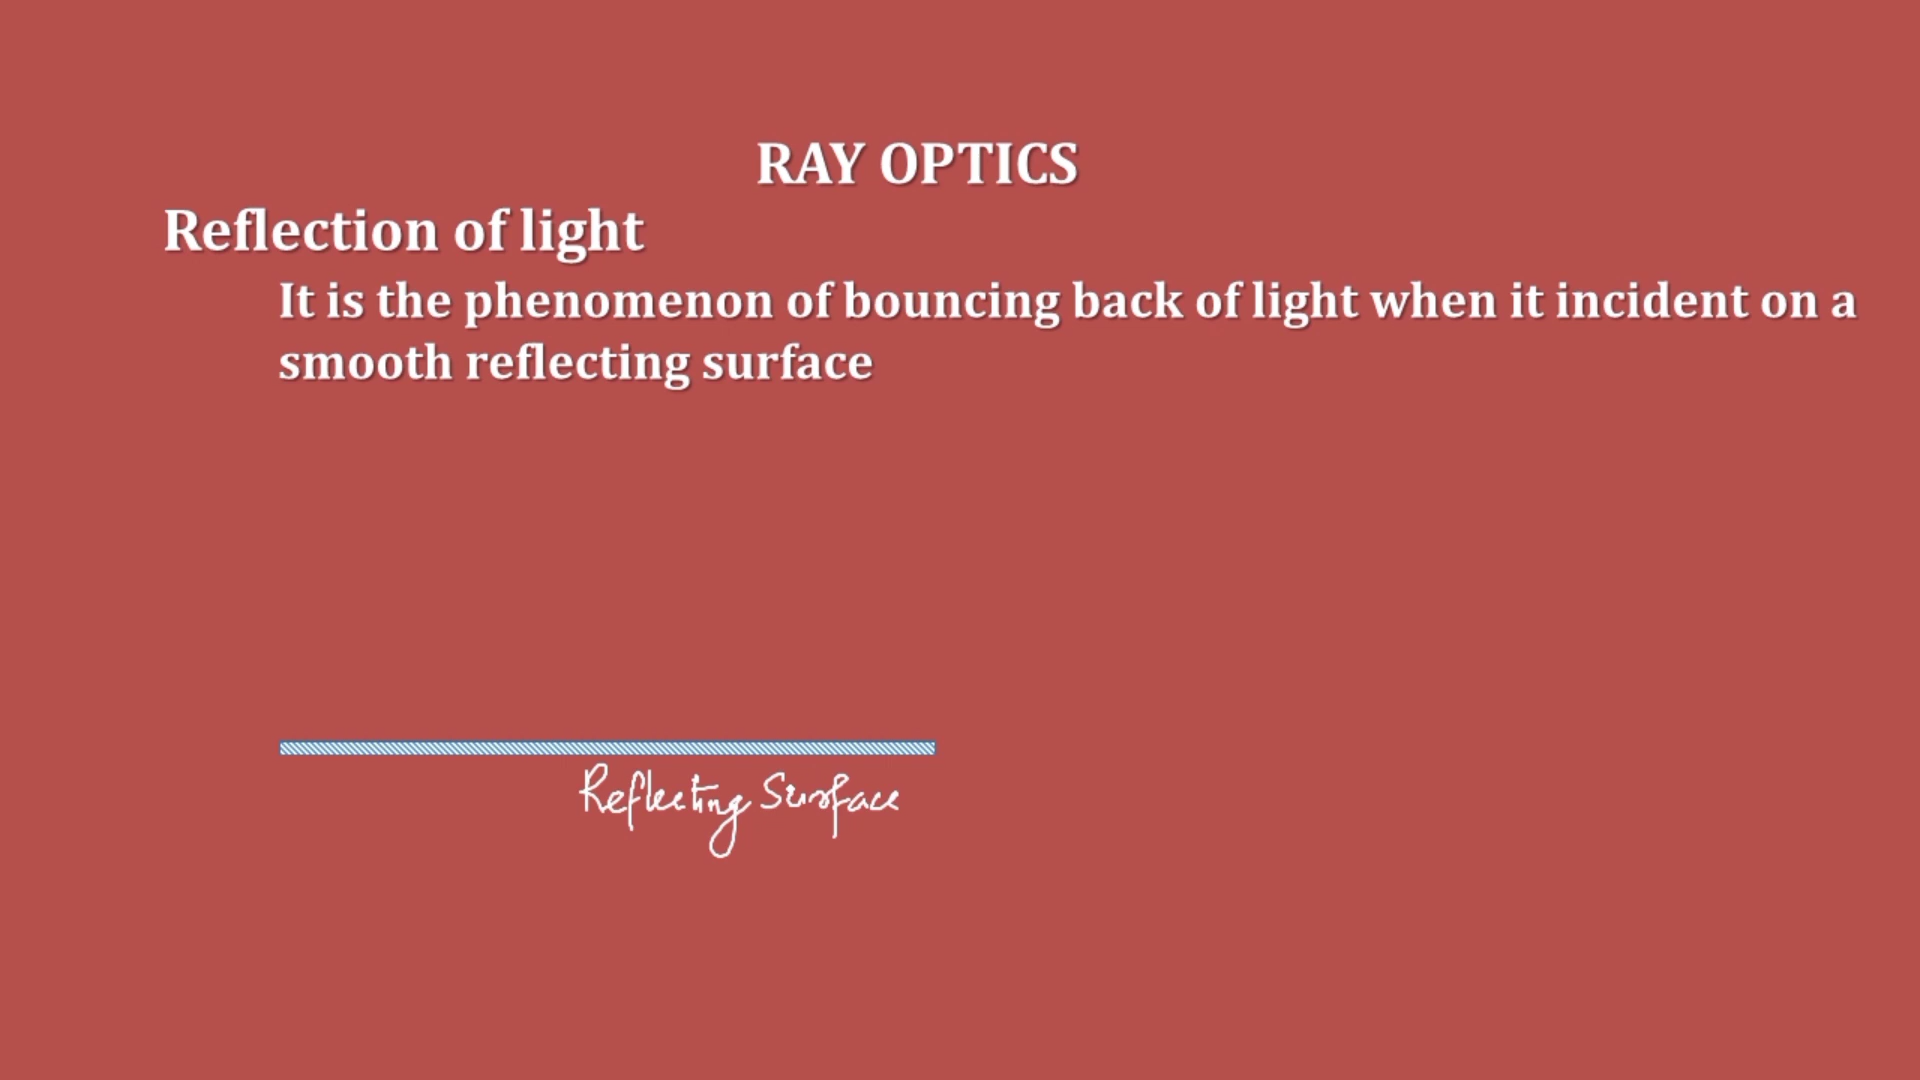 RAY OPTICS
Reflection of light
It is the phenomenon of bouncing back of light when it incident on a
smooth reflecting surface
Reflecting Surface